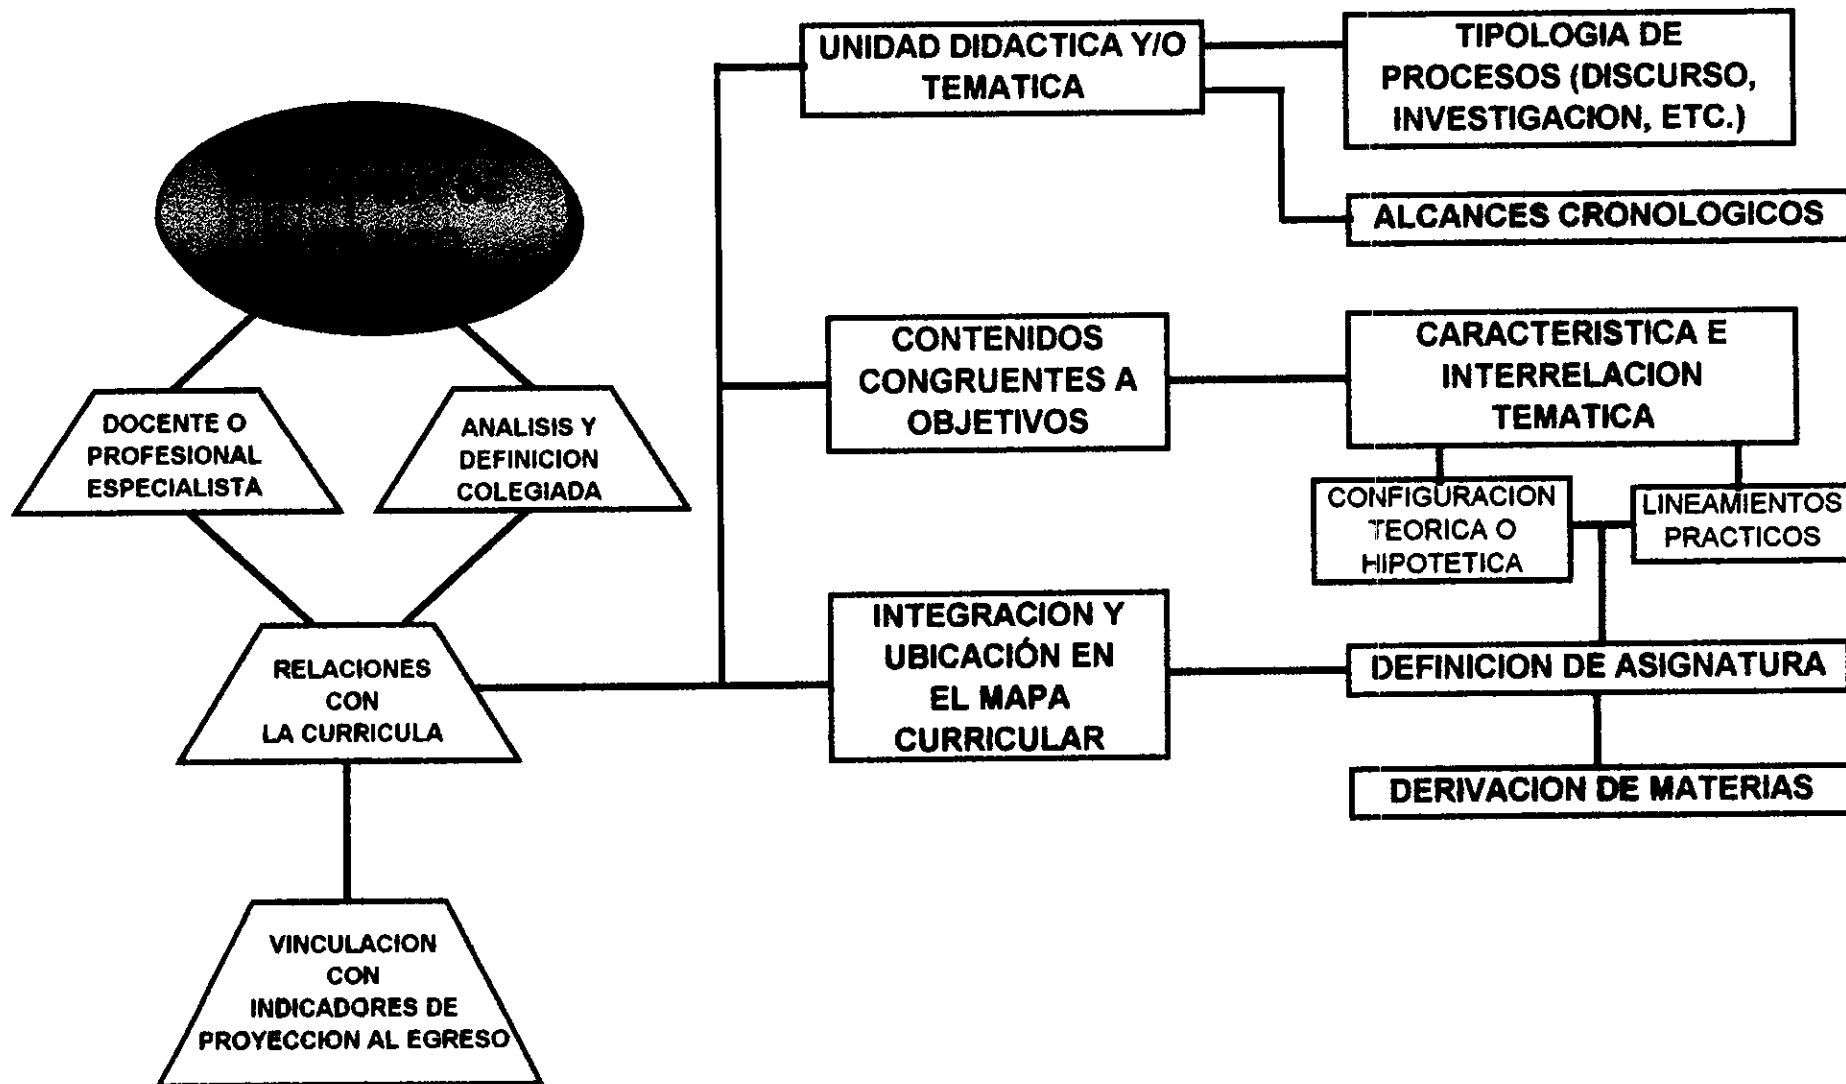 UNIDAD DIDACTICA Y/O
TEMATICA
TIPOLOGIA DE
PROCESOS (DISCURSO,
INVESTIGACION, ETC.)
ALCANCES CRONOLOGICOS
DOCENTE O
PROFESIONAL
ESPECIALISTA
ANALISIS Y
DEFINICION
COLEGIADA
CONTENIDOS
CONGRUENTES A
OBJETIVOS
CARACTERISTICA E
INTERRELACION
TEMATICA
CONFIGURACION
TEORICA O
HIPOTETICA
LINEAMIENTOS
PRACTICOS
RELACIONES
CON
LA CURRICULA
INTEGRACION Y
UBICACIÓN EN
EL MAPA
CURRICULAR
DEFINICION DE ASIGNATURA
DERIVACION DE MATERIAS
VINCULACION
CON
INDICADORES DE
PROYECCION AL EGRESO